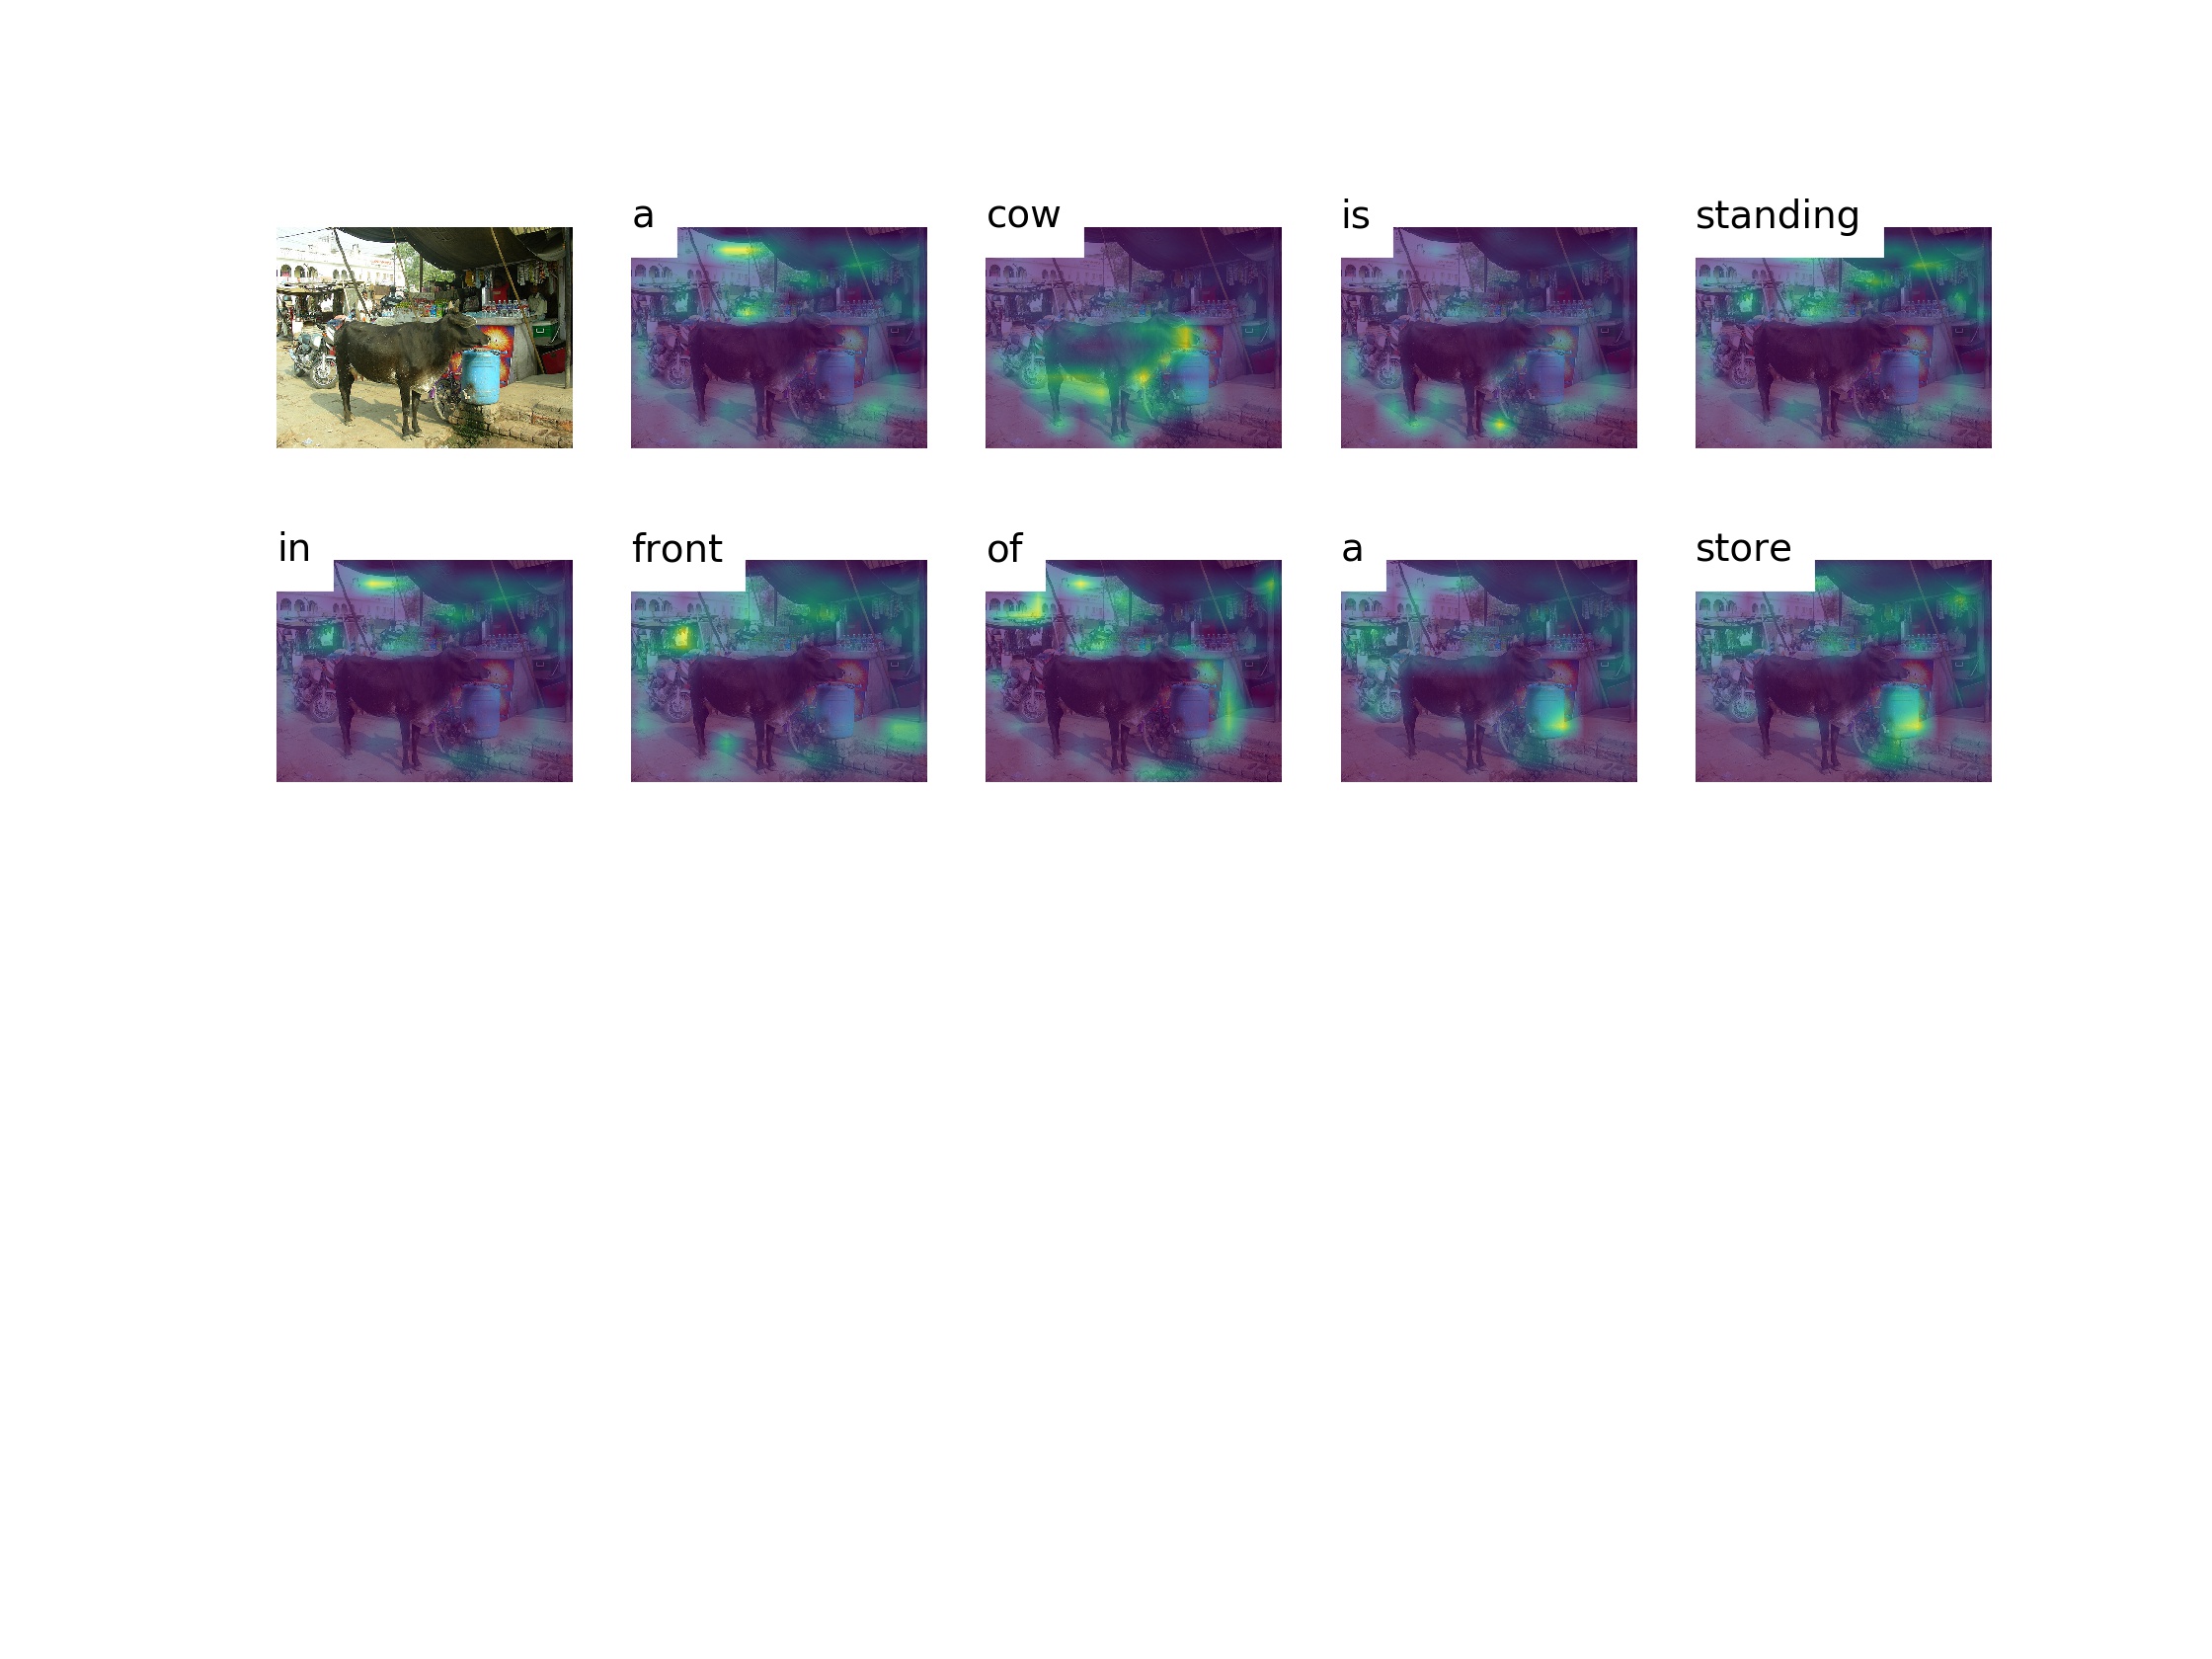 a
cow
is
standing
in
front
of
a
store